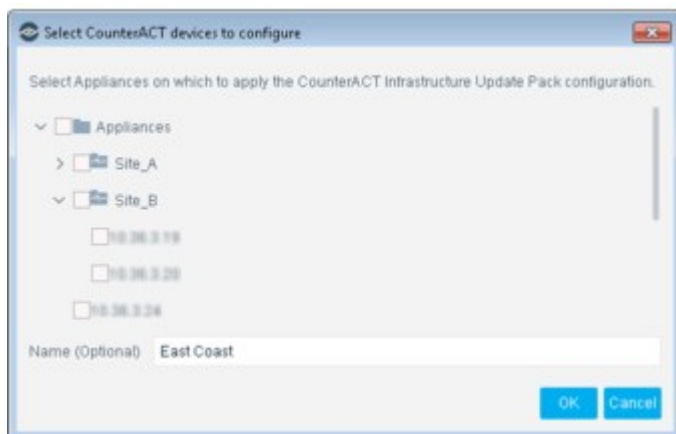 Select CounterACT devices to configure
Select Appliances on which to apply the CounterACT Infrastructure Update Pack configuration.
Appliances
Site_A
Site_B
Name (Optional) East Coast
OK Cancel